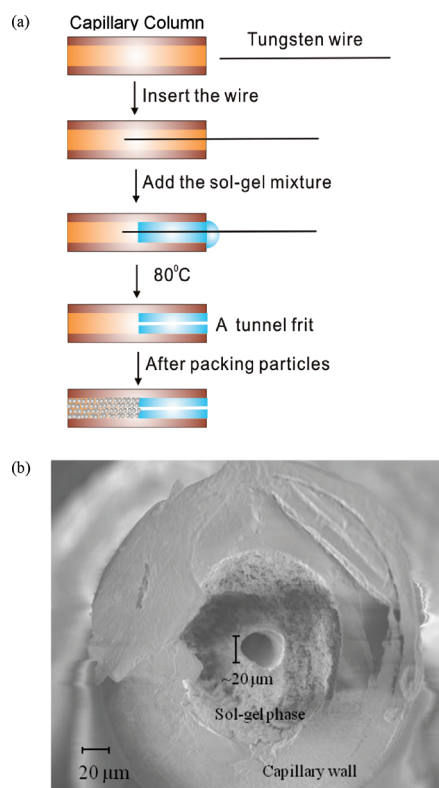 (a)
Capillary Column
Tungsten wire
Insert the wire
Add the sol-gel mixture
80⁰C
A tunnel frit
After packing particles
(b)
~20 μm
Sol-gel phase
20 μm
Capillary wall